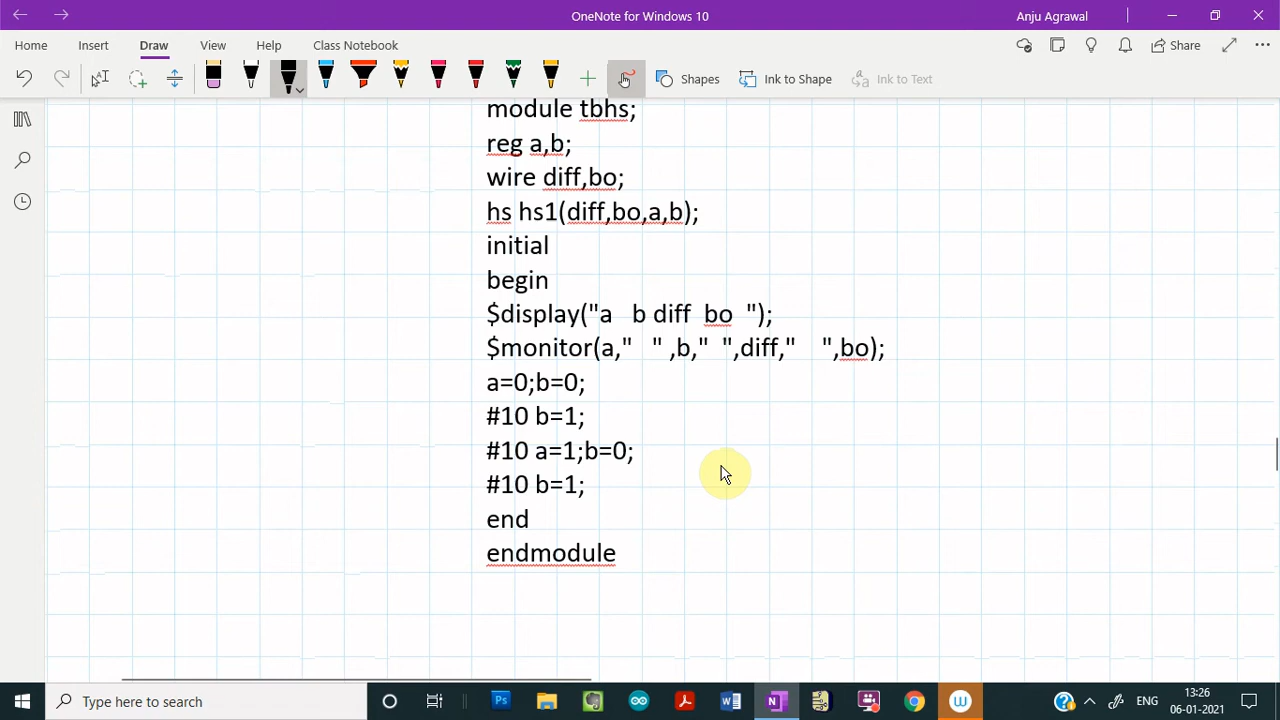 OneNote for Windows 10
Anju Agrawal
Home Insert Draw View Help Class Notebook
Share
Shapes
Ink to Shape
Ink to Text
module tbhs;
reg a,b;
wire diff,bo;
hs hs1(diff,bo,a,b);
initial
begin
$display("a   b diff  bo  ");
$monitor(a,"   " ,b,"  ",diff,"    ",bo);
a=0;b=0;
#10 b=1;
#10 a=1;b=0;
#10 b=1;
end
endmodule
Type here to search
ENG
13:26
06-01-2021